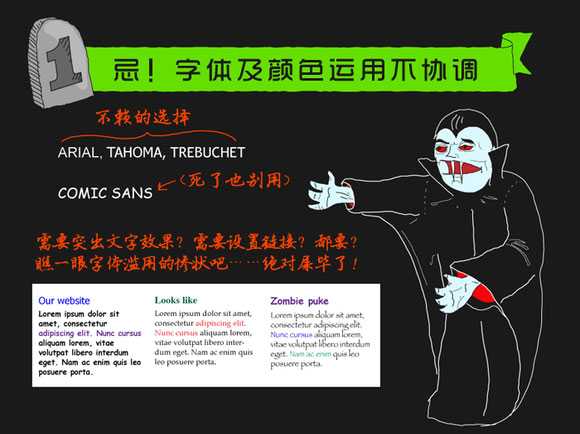 1
忌！字体及颜色运用不协调
不赖的选择
ARIAL, TAHOMA, TREBUCHET
COMIC SANS
（死了也别用）
需要突出文字效果？需要设置链接？都要？
瞧一眼字体滥用的惨状吧……绝对屎毕了！
Our website
Lorem ipsum dolor sit
amet, consectetur
adipiscing elit. Nunc cursus
aliquam lorem, vitae
volutpat libero interdum
eget. Nam ac enim quis leo
posuere porta.
Looks like
Lorem ipsum dolor sit amet,
consectetur adipiscing elit.
Nunc cursus aliquam lorem,
vitae volutpat libero inter-
dum eget. Nam ac enim quis
leo posuere porta.
Zombie puke
Lorem ipsum dolor sit amet,
consectetur adipiscing elit.
Nunc cursus aliquam lorem,
vitae volutpat libero interdum
eget. Nam ac enim quis leo
posuere porta.